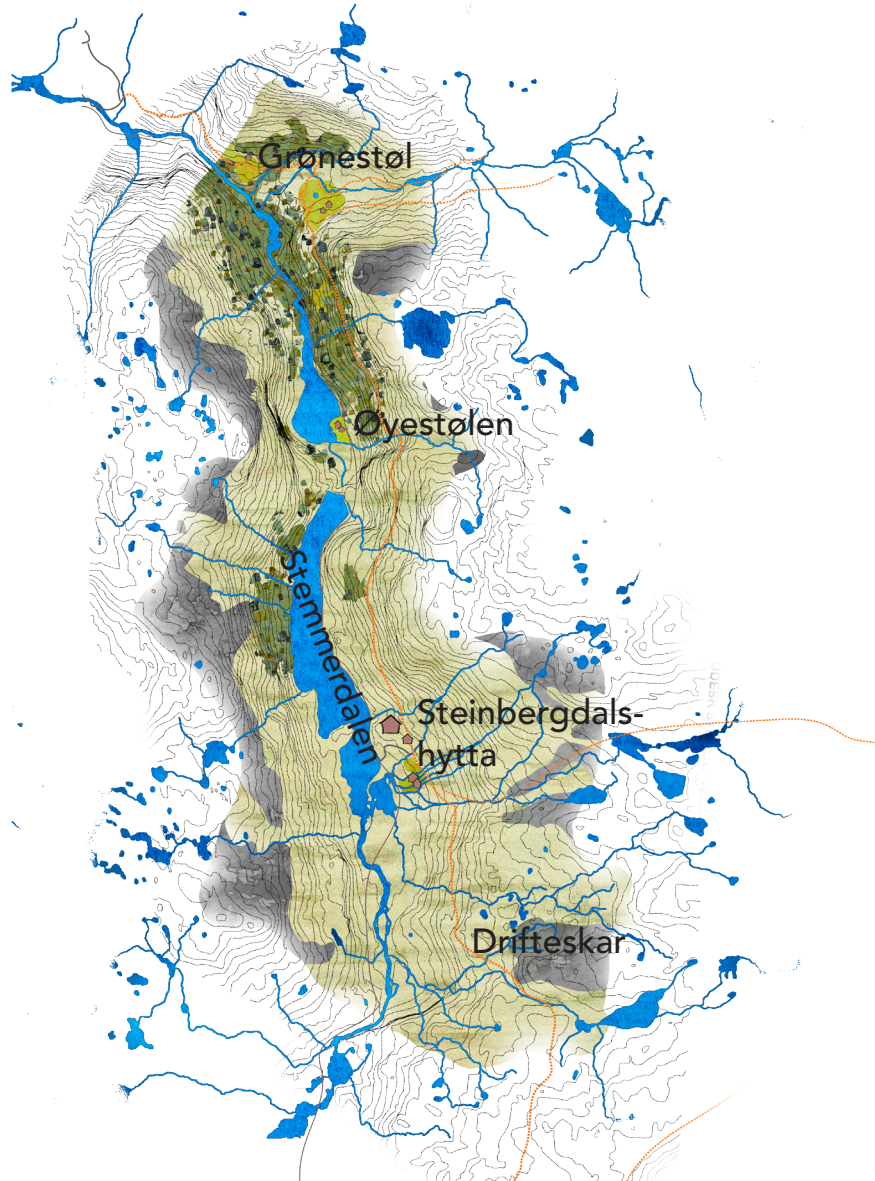 Grønestøl
Øyestølen
Stemmerdalen
Steinbergdals-
hytta
Drifteskar